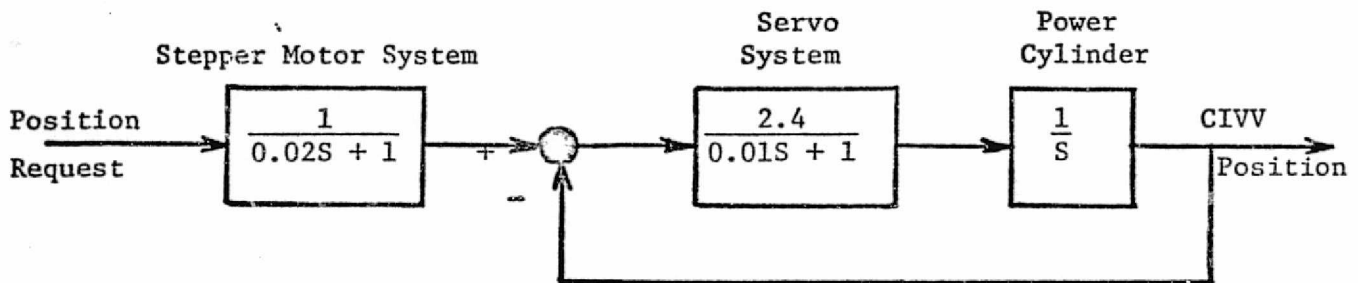 Stepper Motor System
Servo
System
Power
Cylinder
Position
Request
1
0.02S + 1
+
-
2.4
0.01S + 1
1
S
CIVV
Position